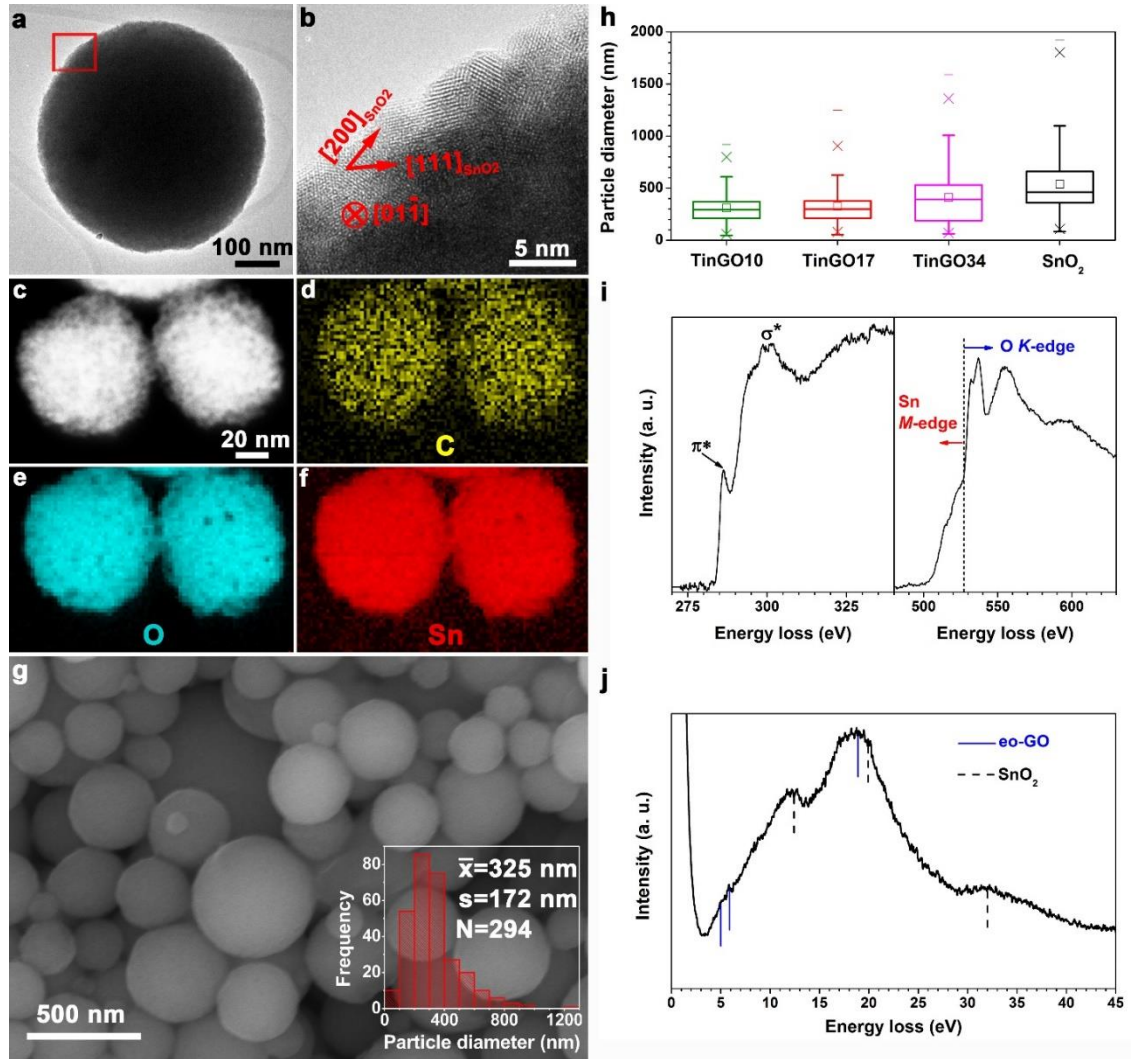 a
100 nm
b
[200]SnO2
[111]SnO2
[011̄]
5 nm
c
20 nm
d
C
e
O
f
Sn
g
500 nm
x̄=325 nm
s=172 nm
N=294
Frequency
80
60
40
20
0
0 400 800 1200
Particle diameter (nm)
h
Particle diameter (nm)
2000
1500
1000
500
0
TinGO10 TinGO17 TinGO34 SnO₂
i
Intensity (a. u.)
π*
σ*
Sn
M-edge
O K-edge
275 300 325
500 550 600
Energy loss (eV) Energy loss (eV)
j
Intensity (a. u.)
eo-GO
SnO₂
0 5 10 15 20 25 30 35 40 45
Energy loss (eV)